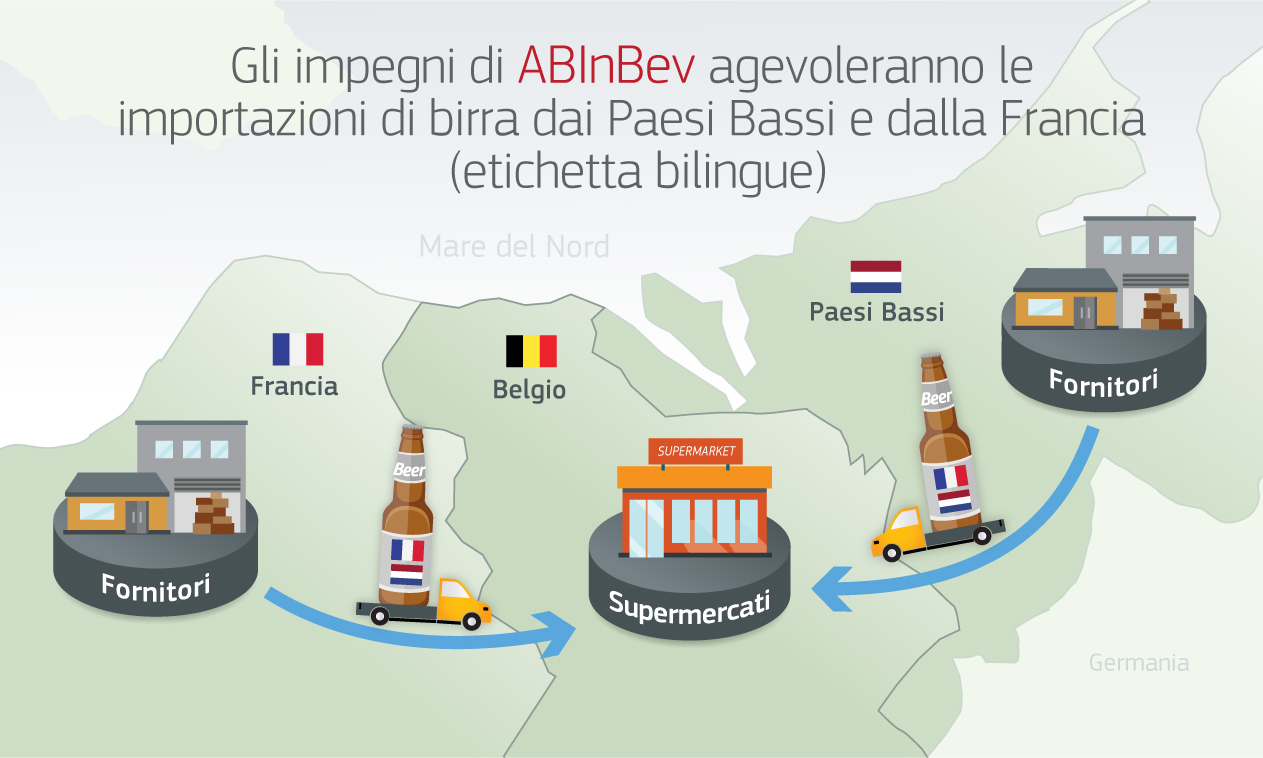 Gli impegni di ABInBev agevoleranno le
importazioni di birra dai Paesi Bassi e dalla Francia
(etichetta bilingue)
Mare del Nord
Paesi Bassi
Francia
Belgio
Fornitori
Beer
SUPERMARKET
Beer
Fornitori
Supermercati
Germania